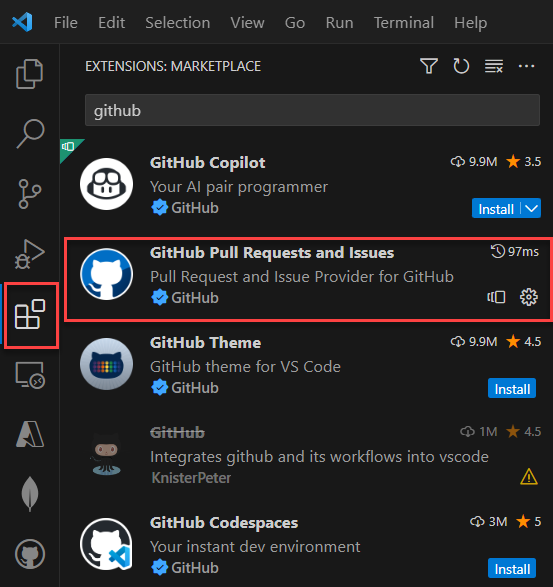 File Edit Selection View Go Run Terminal Help
EXTENSIONS: MARKETPLACE
github
GitHub Copilot 9.9M 3.5
Your AI pair programmer
GitHub Install
GitHub Pull Requests and Issues 97ms
Pull Request and Issue Provider for GitHub
GitHub
GitHub Theme 9.9M 4.5
GitHub theme for VS Code
GitHub Install
GitHub 1M 4.5
Integrates github and its workflows into vscode
KnisterPeter
GitHub Codespaces 3M 5
Your instant dev environment
GitHub Install